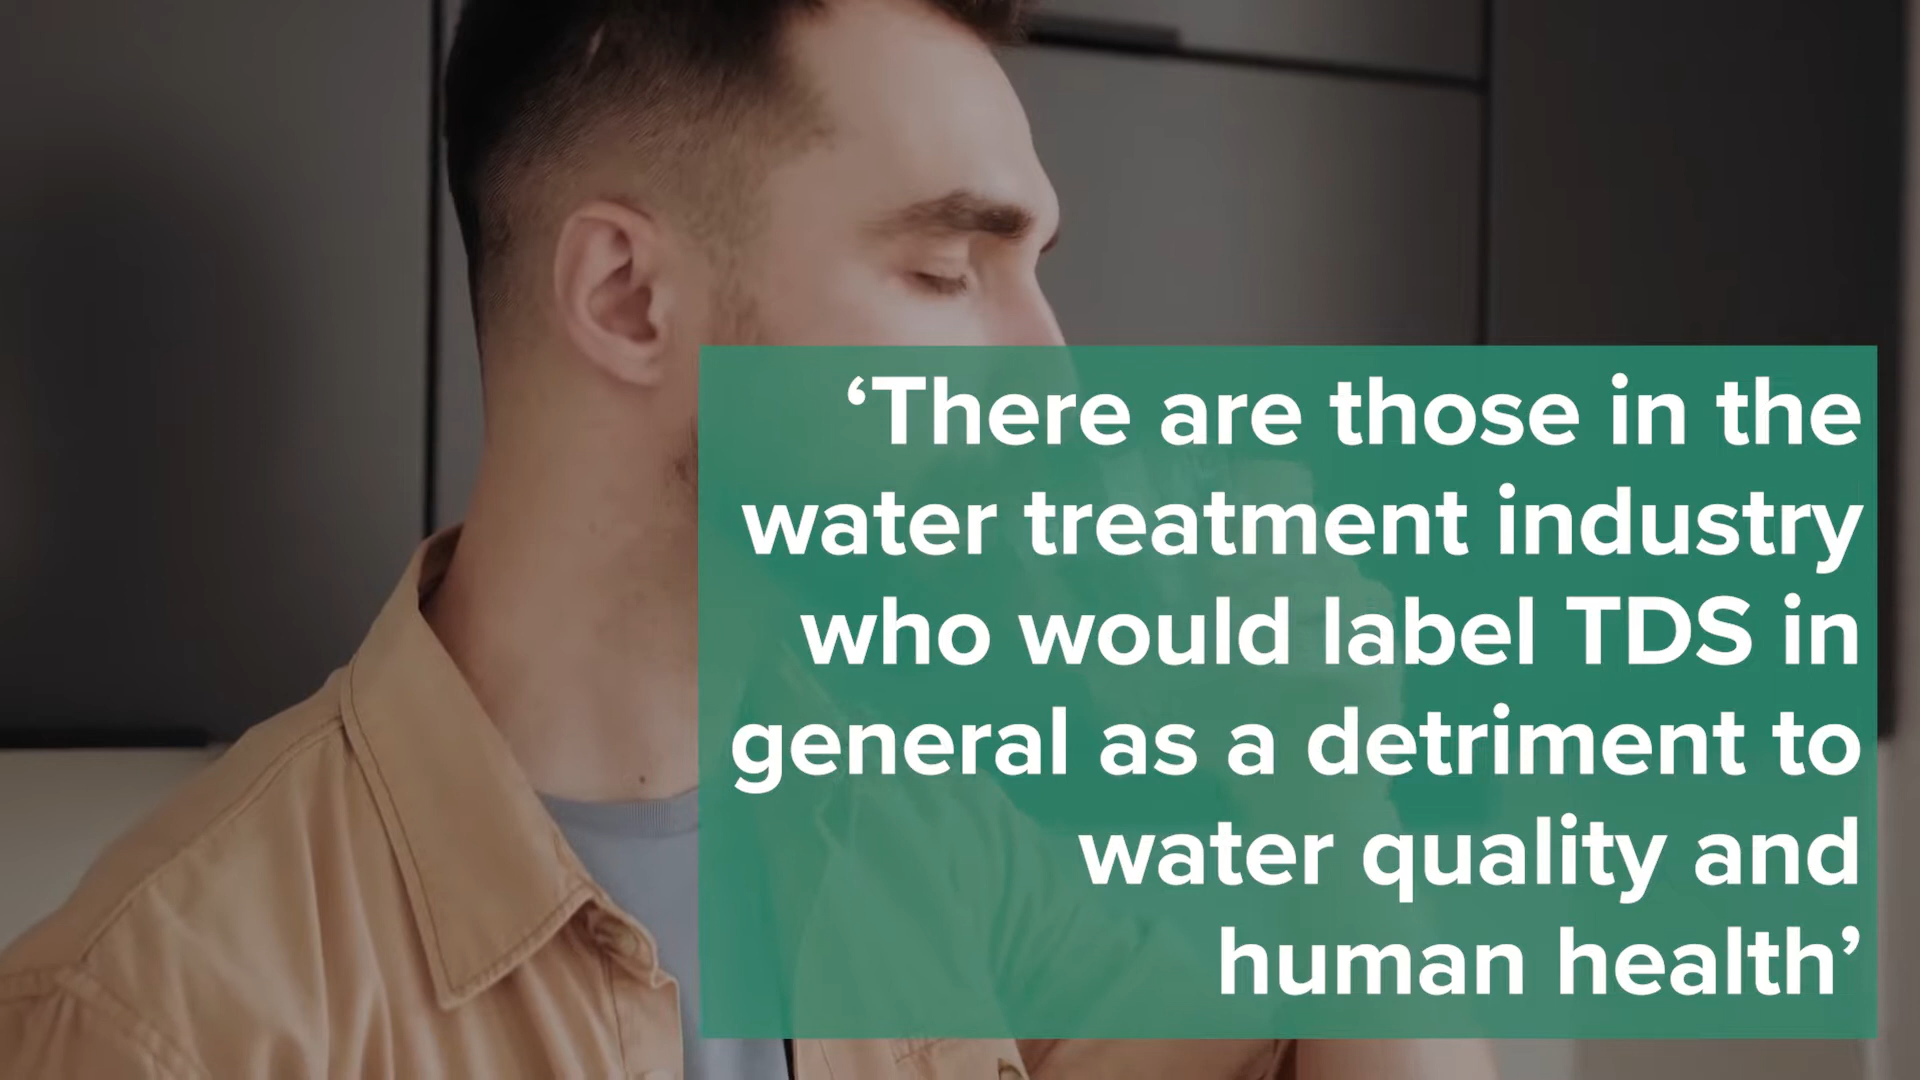 ‘There are those in the
water treatment industry
who would label TDS in
general as a detriment to
water quality and
human health’